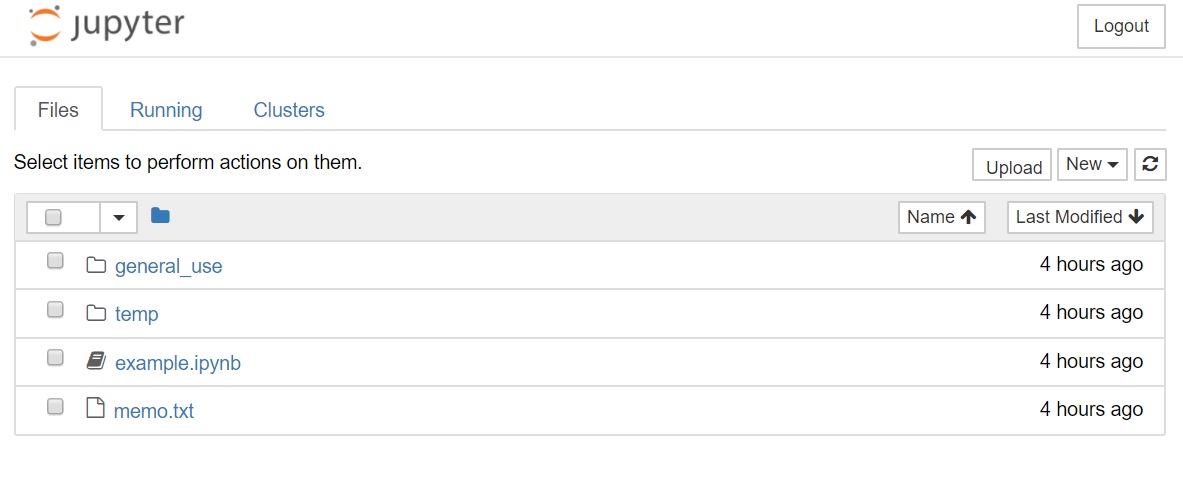 jupyter
Logout
Files Running Clusters
Select items to perform actions on them.
Upload New
Name Last Modified
general_use 4 hours ago
temp 4 hours ago
example.ipynb 4 hours ago
memo.txt 4 hours ago